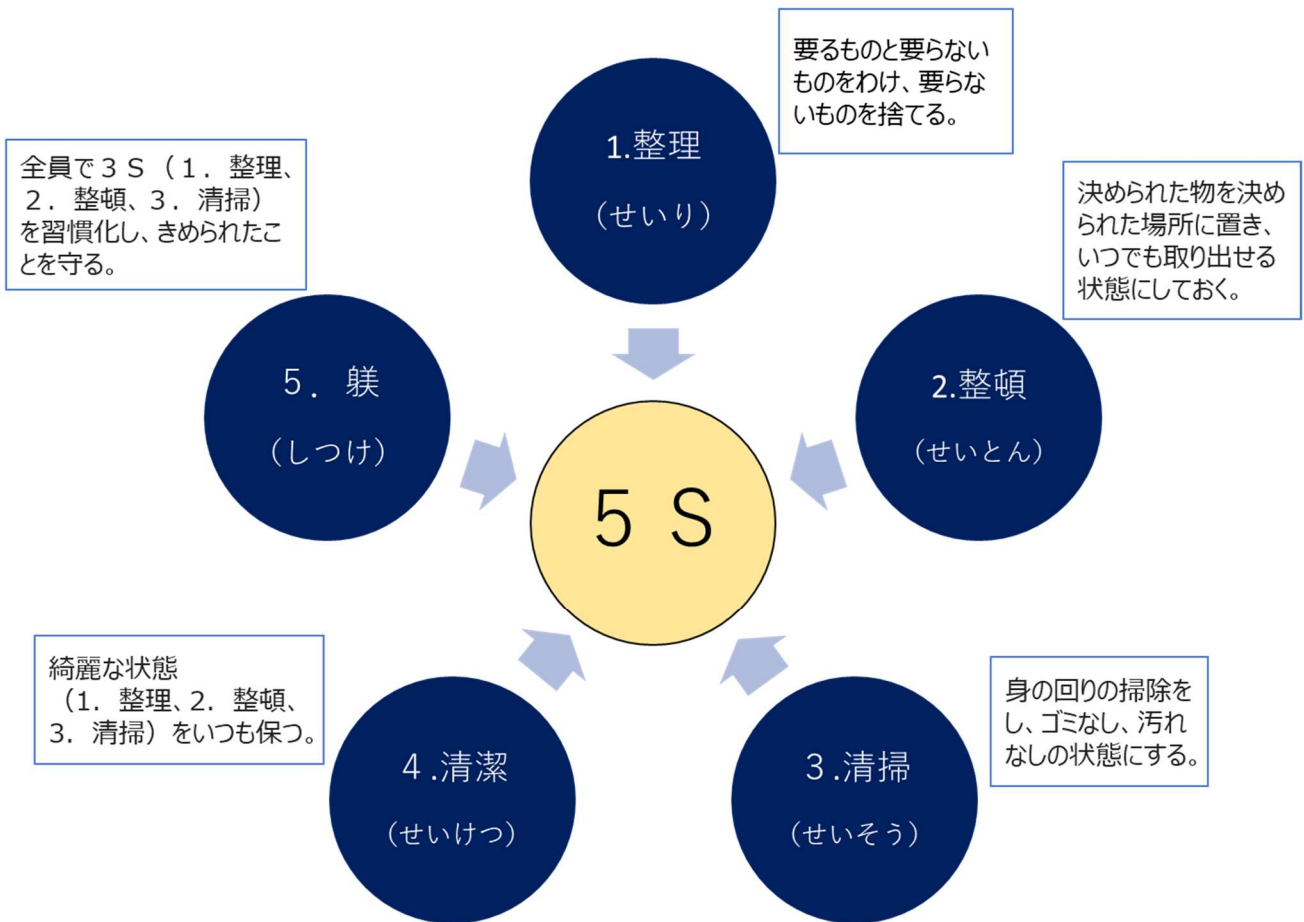 1.整理
(せいり)
要るものと要らない
ものをわけ、要らな
いものを捨てる。
2.整頓
(せいとん)
決められた物を決め
られた場所に置き、
いつでも取り出せる
状態にしておく。
3.清掃
(せいそう)
身の回りの掃除を
し、ゴミなし、汚れ
なしの状態にする。
4.清潔
(せいけつ)
綺麗な状態
(1.整理、2.整頓、
3.清掃)をいつも保つ。
5.躾
(しつけ)
全員で3S(1.整理、
2.整頓、3.清掃)
を習慣化し、きめられたこ
とを守る。
5S